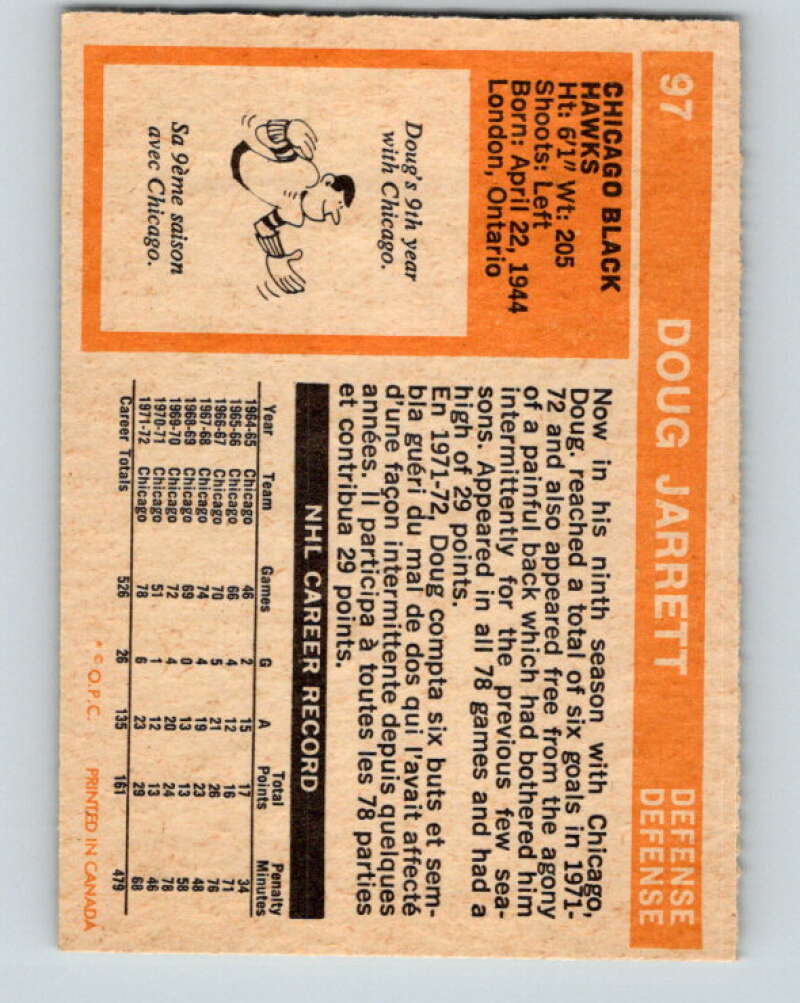 97 DOUG JARRETT DEFENSE
DEFENSE
CHICAGO BLACK
HAWKS
Ht: 6'1" Wt: 205
Shoots: Left
Born: April 22, 1944
London, Ontario
Doug's 9th year
with Chicago.
Sa 9ème saison
avec Chicago.
Now in his ninth season with Chicago,
Doug. reached a total of six goals in 1971-
72 and also appeared free from the agony
of a painful back which had bothered him
intermittently for the previous few sea-
sons. Appeared in all 78 games and had a
high of 29 points.
En 1971-72, Doug compta six buts et sem-
bla guéri du mal de dos qui l'avait affecté
d'une façon intermittente depuis quelques
années. Il participa à toutes les 78 parties
et contribua 29 points.
NHL CAREER RECORD
Year Team Games G A Total Points Penalty Minutes
1964-65 Chicago 46 2 15 17 34
1965-66 Chicago 66 4 12 16 71
1966-67 Chicago 70 5 21 26 76
1967-68 Chicago 74 4 19 23 48
1968-69 Chicago 69 0 13 13 58
1969-70 Chicago 72 4 20 24 78
1970-71 Chicago 51 1 12 13 46
1971-72 Chicago 78 6 23 29 68
Career Totals 526 26 135 161 479
* © O.P.C. PRINTED IN CANADA